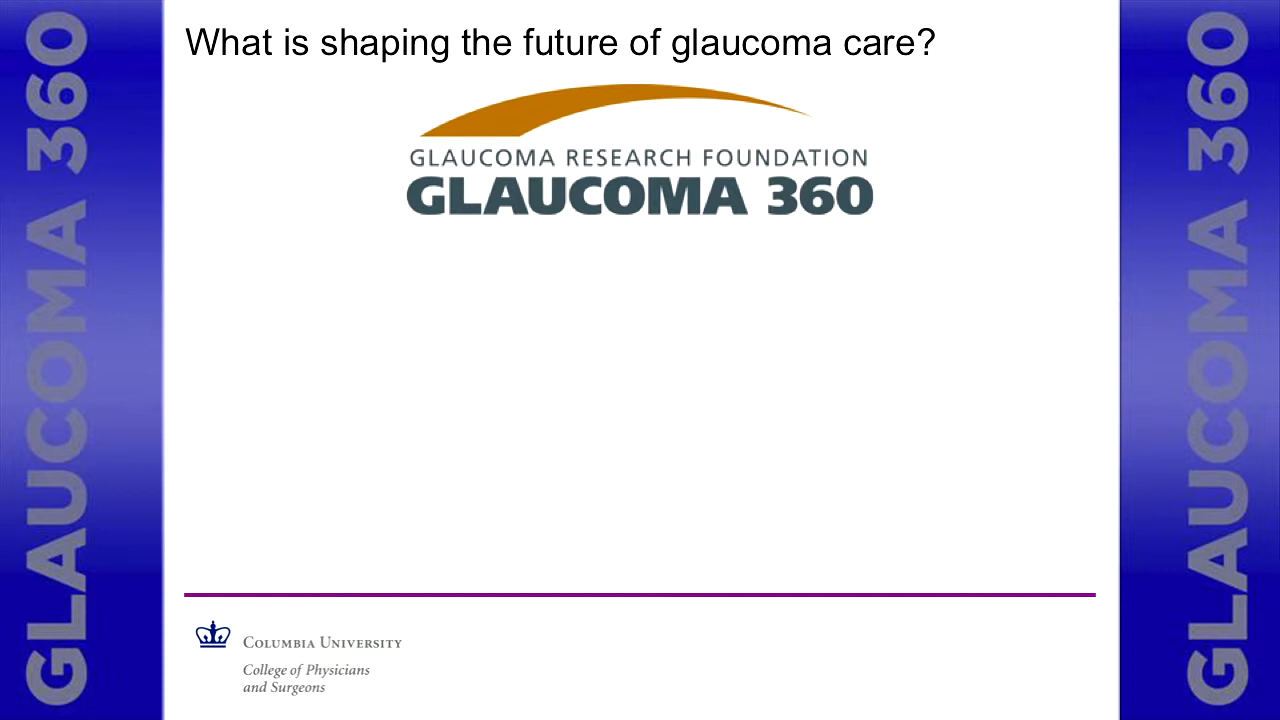 What is shaping the future of glaucoma care?
GLAUCOMA RESEARCH FOUNDATION
GLAUCOMA 360
GLAUCOMA 360
GLAUCOMA 360
COLUMBIA UNIVERSITY
College of Physicians
and Surgeons